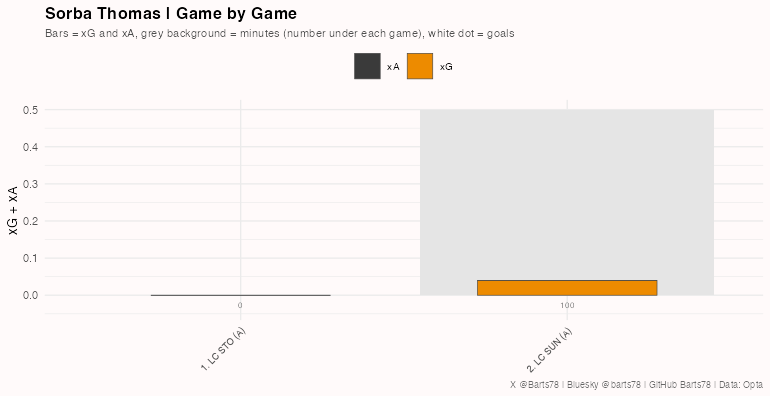 Sorba Thomas | Game by Game
Bars = xG and xA, grey background = minutes (number under each game), white dot = goals
xA xG
xG + xA
0.5
0.4
0.3
0.2
0.1
0.0
0 100
1. LC STO (A) 2. LC SUN (A)
X @Barts78 | Bluesky @barts78 | GitHub Barts78 | Data: Opta